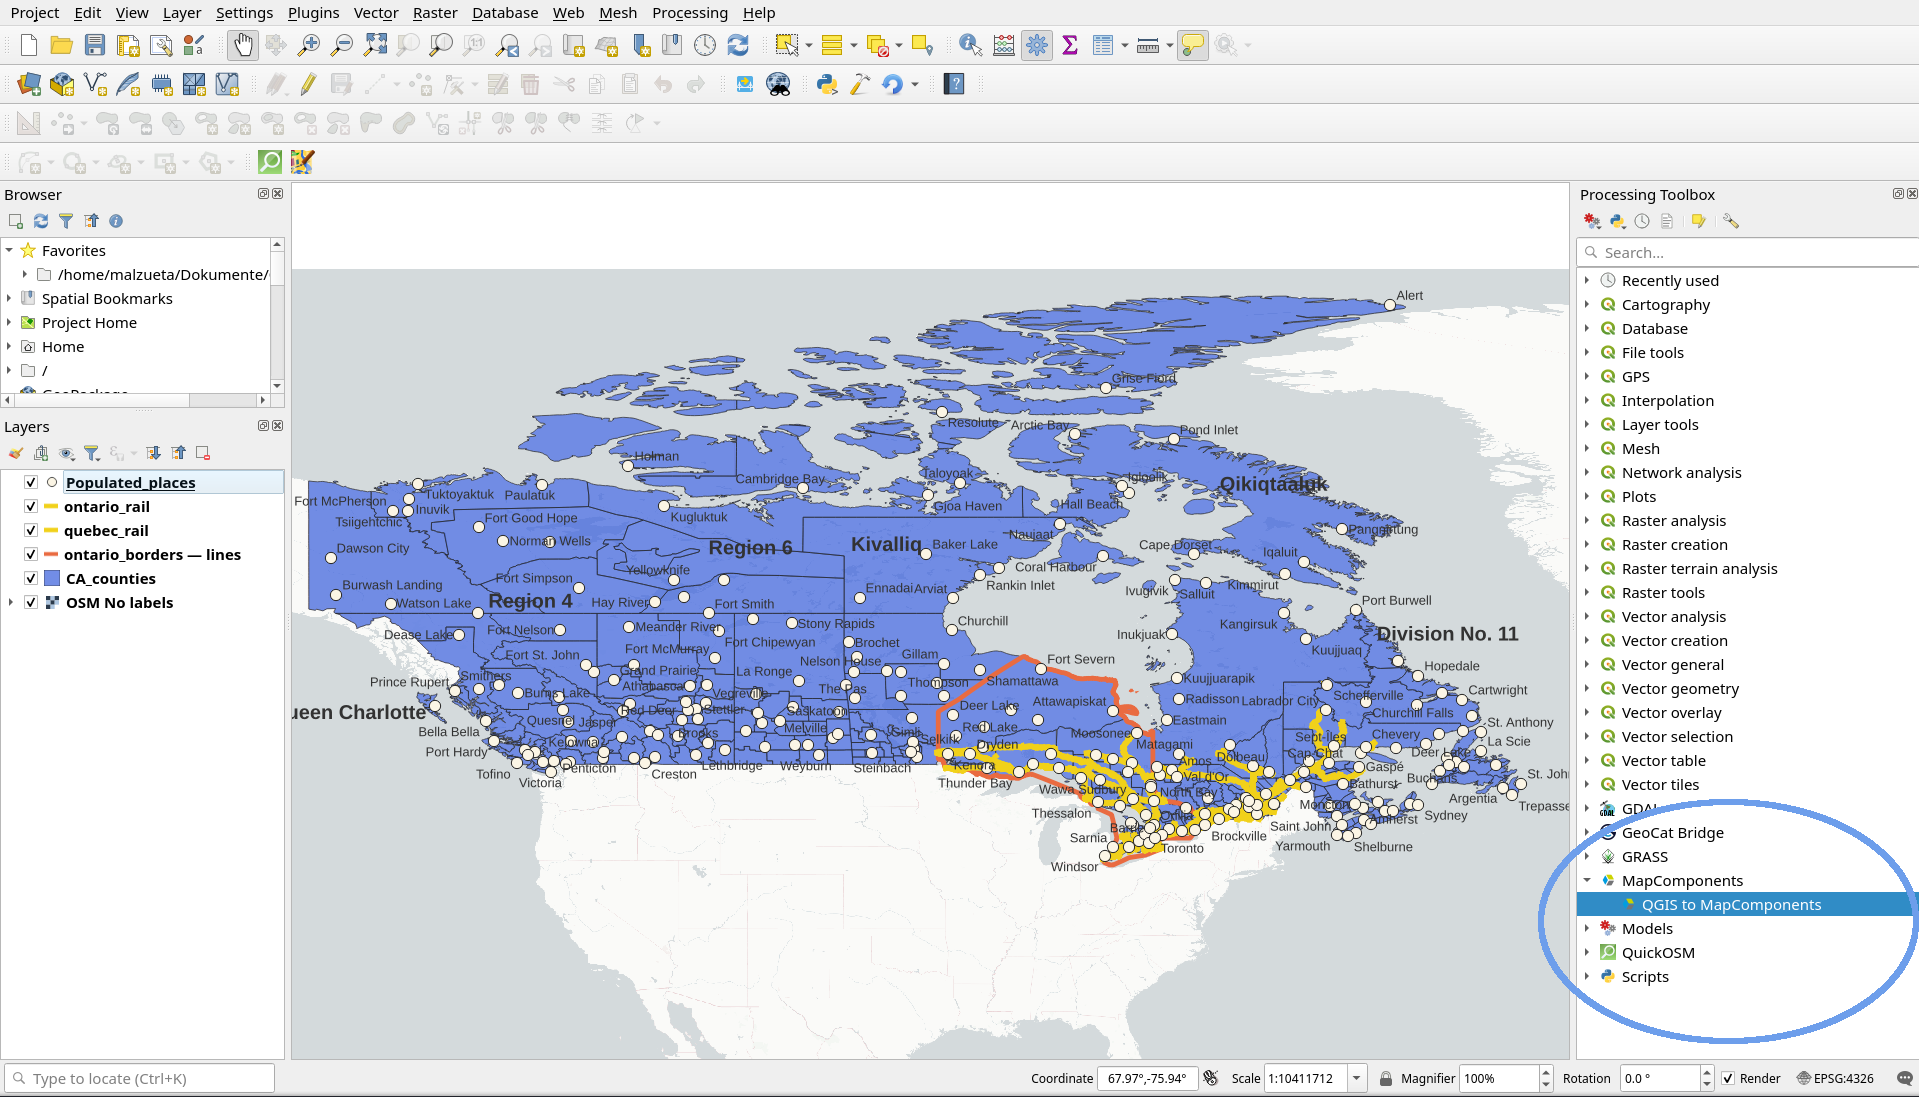 Project Edit View Layer Settings Plugins Vector Raster Database Web Mesh Processing Help
Browser
Favorites
/home/malzueta/Dokumente/
Spatial Bookmarks
Project Home
Home
/
GeoPackage
Layers
Populated_places
ontario_rail
quebec_rail
ontario_borders — lines
CA_counties
OSM No labels
Alert
Grise Fiord
Resolute
Arctic Bay
Pond Inlet
Holman
Cambridge Bay
Taloyoak
Igloolik
Qikiqtaaluk
Fort McPherson
Tuktoyaktuk
Paulatuk
Inuvik
Tsiigehtchic
Kugluktuk
Gjoa Haven
Hall Beach
Fort Good Hope
Norman Wells
Naujaat
Pangnirtung
Dawson City
Region 6
Kivalliq
Baker Lake
Cape Dorset
Iqaluit
Coral Harbour
Yellowknife
Fort Simpson
Burwash Landing
Rankin Inlet
Kimmirut
Ennadai
Arviat
Ivugivik
Salluit
Watson Lake
Region 4
Hay River
Fort Smith
Port Burwell
Churchill
Stony Rapids
Kangirsuk
Dease Lake
Fort Nelson
Meander River
Fort Chipewyan
Brochet
Inukjuak
Division No. 11
Fort St. John
Fort McMurray
Gillam
Nelson House
Fort Severn
Kuujjuaq
Hopedale
Prince Rupert
Smithers
Grand Prairie
La Ronge
Thompson
Shamattawa
Kuujjuarapik
Burns Lake
Athabasca
Vegreville
The Pas
Attawapiskat
Radisson
Labrador City
Schefferville
Cartwright
ueen Charlotte
Quesnel
Jasper
Red Deer
Stettler
Saskatoon
Deer Lake
Eastmain
Churchill Falls
St. Anthony
Bella Bella
Brooks
Melville
Gimli
Selkirk
Red Lake
Moosonee
Sept-Iles
Chevery
La Scie
Port Hardy
Kelowna
Dryden
Matagami
Dolbeau
Cap-Chat
Deer Lake
Tofino
Penticton
Creston
Lethbridge
Weyburn
Steinbach
Kenora
Amos
Val d'Or
Gaspé
Buchans
St. Joh
Victoria
Thunder Bay
Wawa
Sudbury
North Bay
Bathurst
Argentia
Trepasse
Thessalon
Orillia
Moncton
Amherst
Sydney
Sarnia
Barrie
Brockville
Saint John
Toronto
Yarmouth
Shelburne
Windsor
Processing Toolbox
Search...
Recently used
Cartography
Database
File tools
GPS
Interpolation
Layer tools
Mesh
Network analysis
Plots
Raster analysis
Raster creation
Raster terrain analysis
Raster tools
Vector analysis
Vector creation
Vector general
Vector geometry
Vector overlay
Vector selection
Vector table
Vector tiles
GDAL
GeoCat Bridge
GRASS
MapComponents
QGIS to MapComponents
Models
QuickOSM
Scripts
Type to locate (Ctrl+K)
Coordinate 67.97°,-75.94° Scale 1:10411712 Magnifier 100% Rotation 0.0 ° Render EPSG:4326